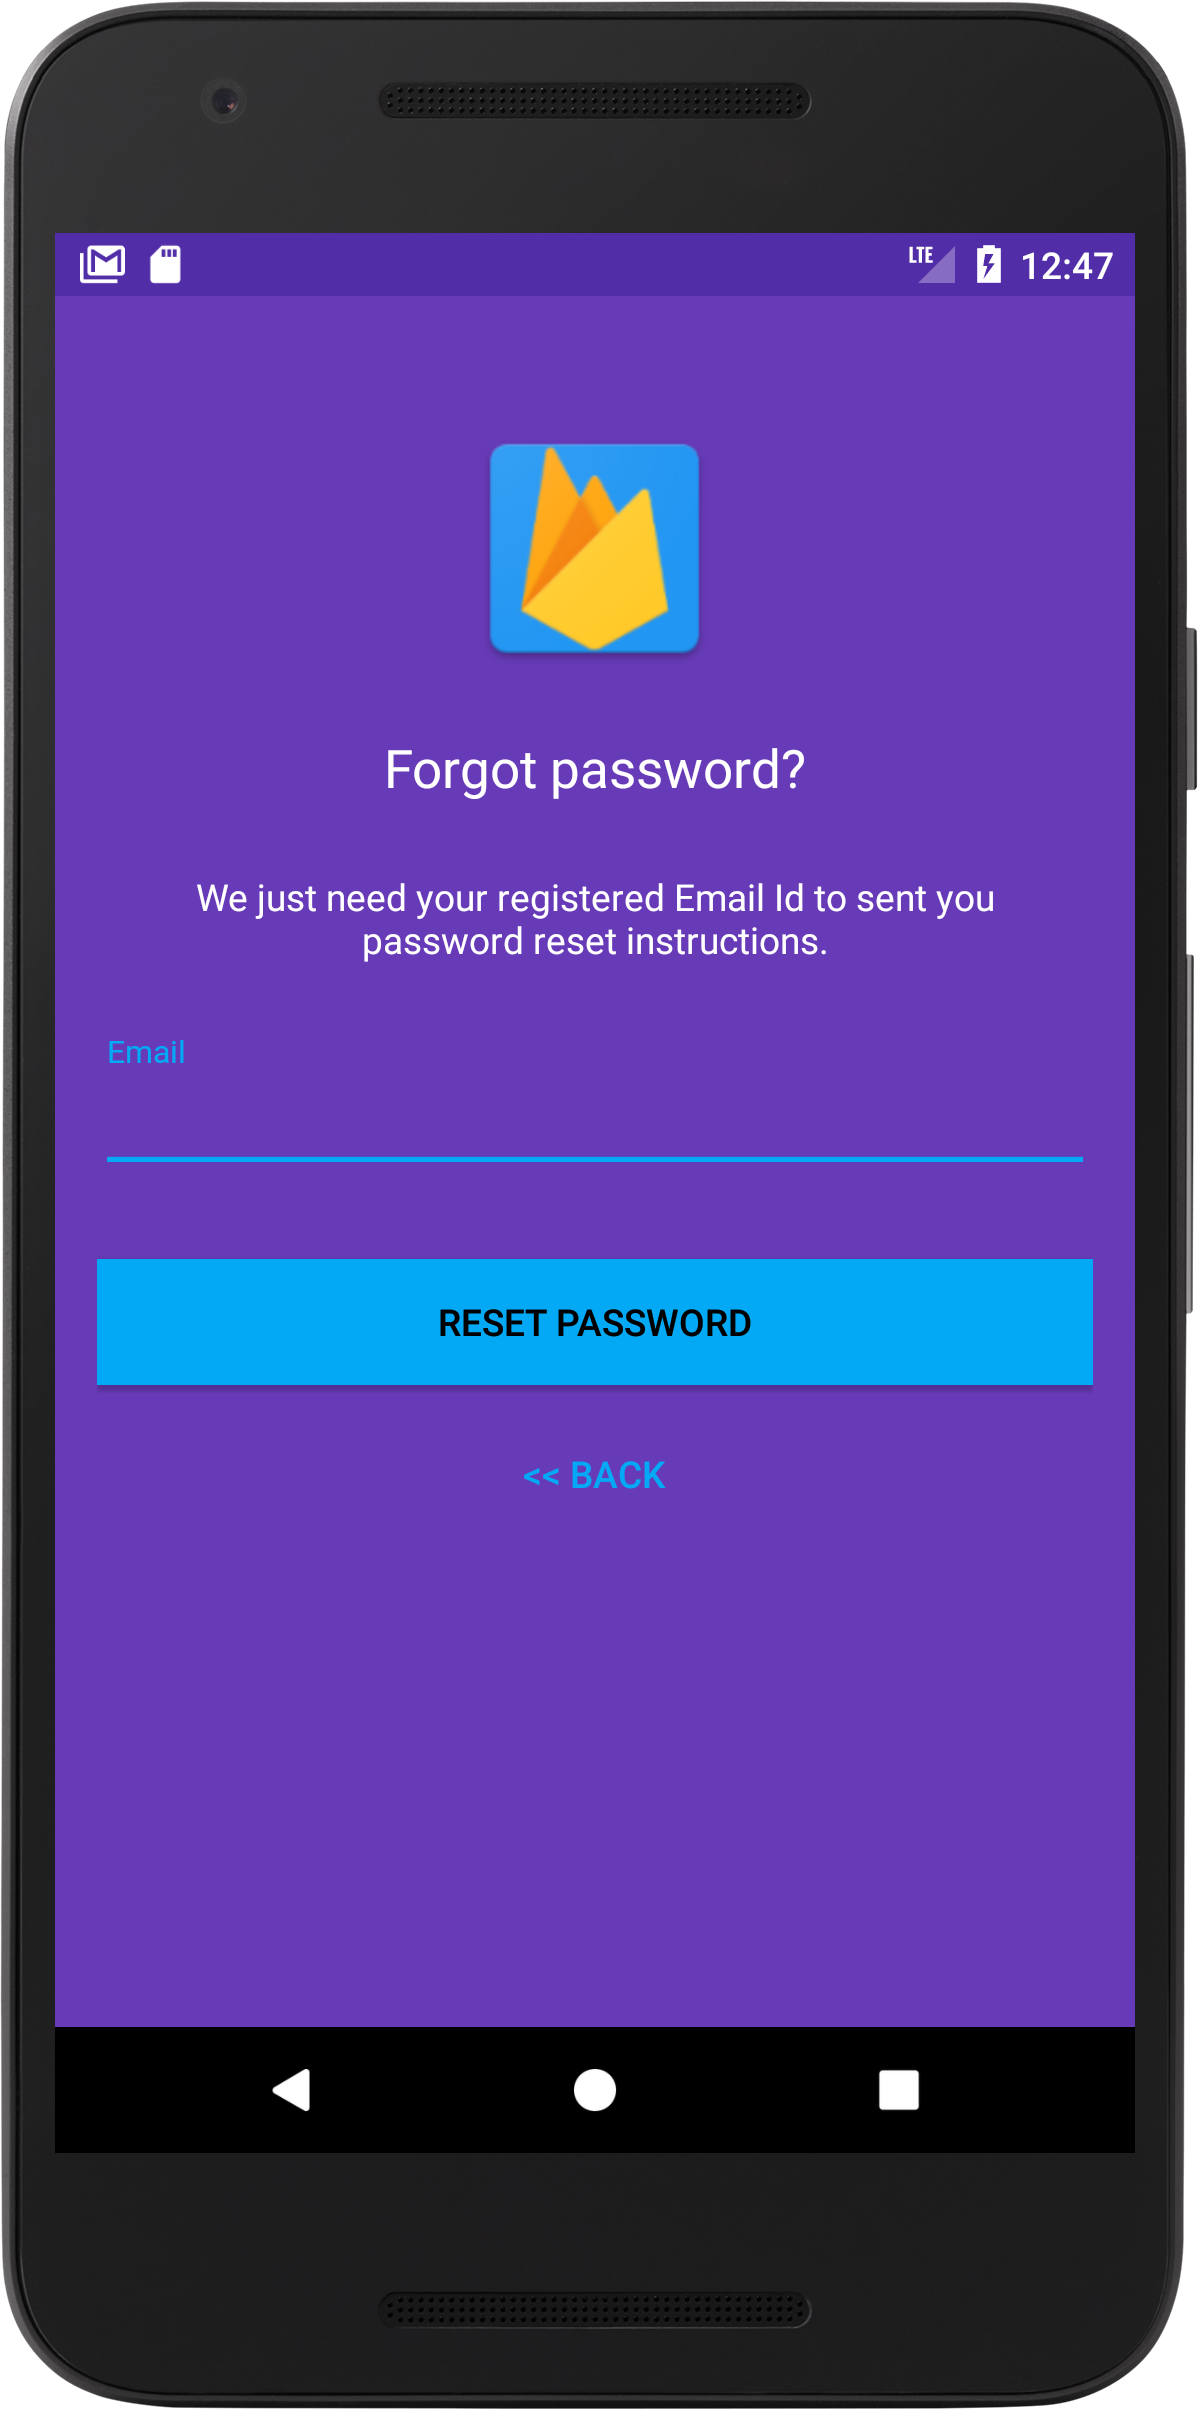 LTE 12:47
Forgot password?
We just need your registered Email Id to sent you
password reset instructions.
Email
RESET PASSWORD
<< BACK